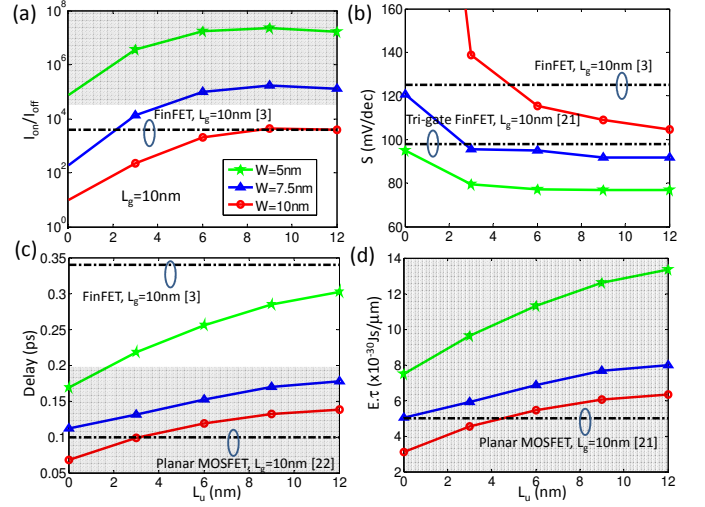 (a)
10^8
10^6
10^4
10^2
10^0
I_on/I_off
FinFET, L_g=10nm [3]
W=5nm
W=7.5nm
W=10nm
L_g=10nm
0 2 4 6 8 10 12
(b)
160
140
120
100
80
60
S (mV/dec)
FinFET, L_g=10nm [3]
Tri-gate FinFET, L_g=10nm [21]
0 2 4 6 8 10 12
(c)
0.35
0.3
0.25
0.2
0.15
0.1
0.05
Delay (ps)
FinFET, L_g=10nm [3]
Planar MOSFET, L_g=10nm [22]
0 2 4 6 8 10 12
L_u (nm)
(d)
14
12
10
8
6
4
2
E.τ (x10^-30Js/μm)
Planar MOSFET, L_g=10nm [21]
0 2 4 6 8 10 12
L_u (nm)